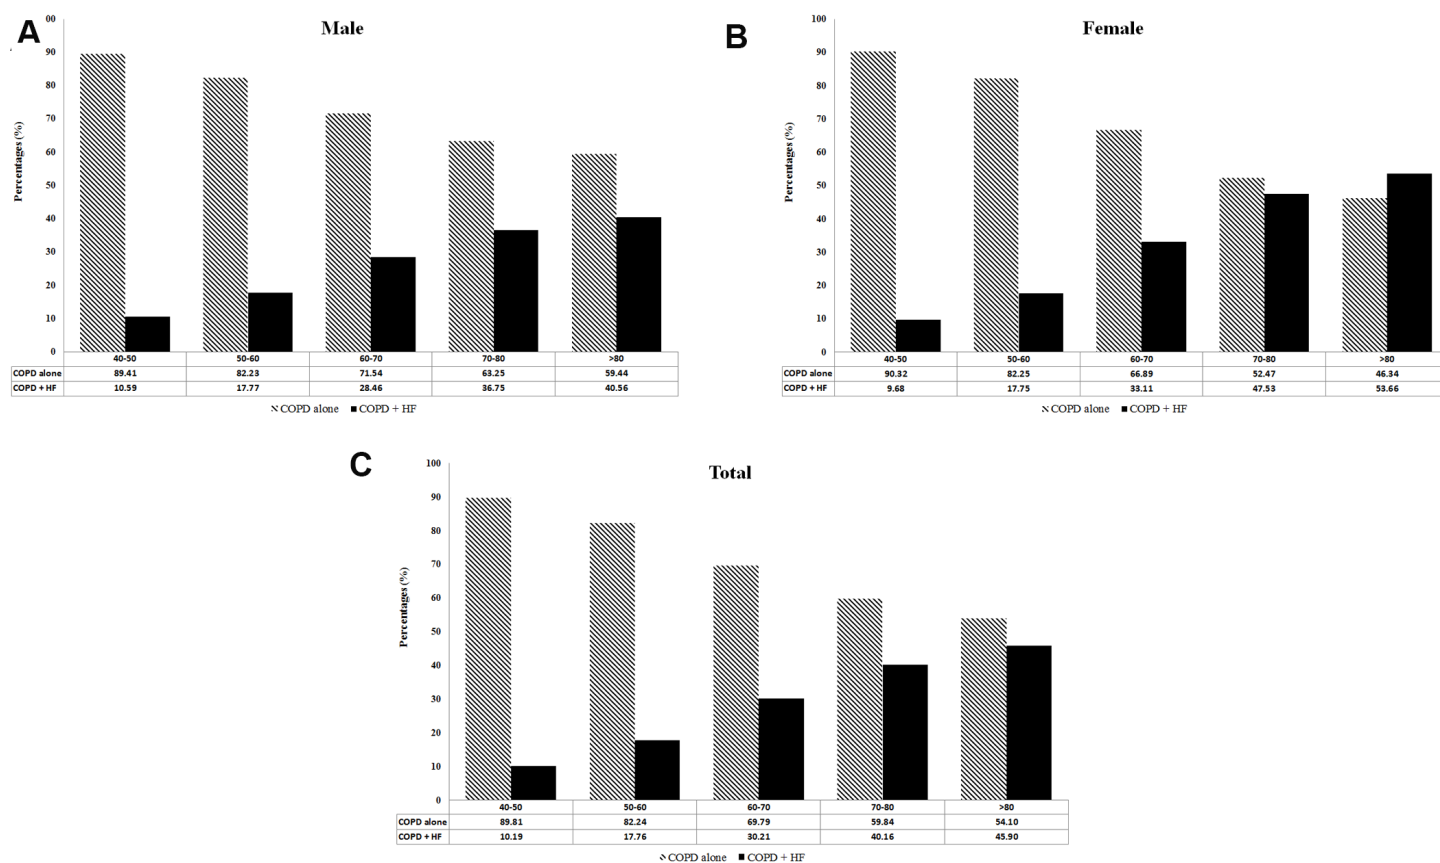 A
Male
Percentages (%)
00
90
80
70
60
50
40
30
20
10
0
40-50 50-60 60-70 70-80 >80
COPD alone 89.41 82.23 71.54 63.25 59.44
COPD + HF 10.59 17.77 28.46 36.75 40.56
COPD alone COPD + HF
B
Female
Percentages (%)
100
90
80
70
60
50
40
30
20
10
0
40-50 50-60 60-70 70-80 >80
COPD alone 90.32 82.25 66.89 52.47 46.34
COPD + HF 9.68 17.75 33.11 47.53 53.66
COPD alone COPD + HF
C
Total
Percentages (%)
100
90
80
70
60
50
40
30
20
10
0
40-50 50-60 60-70 70-80 >80
COPD alone 89.81 82.24 69.79 59.84 54.10
COPD + HF 10.19 17.76 30.21 40.16 45.90
COPD alone COPD + HF